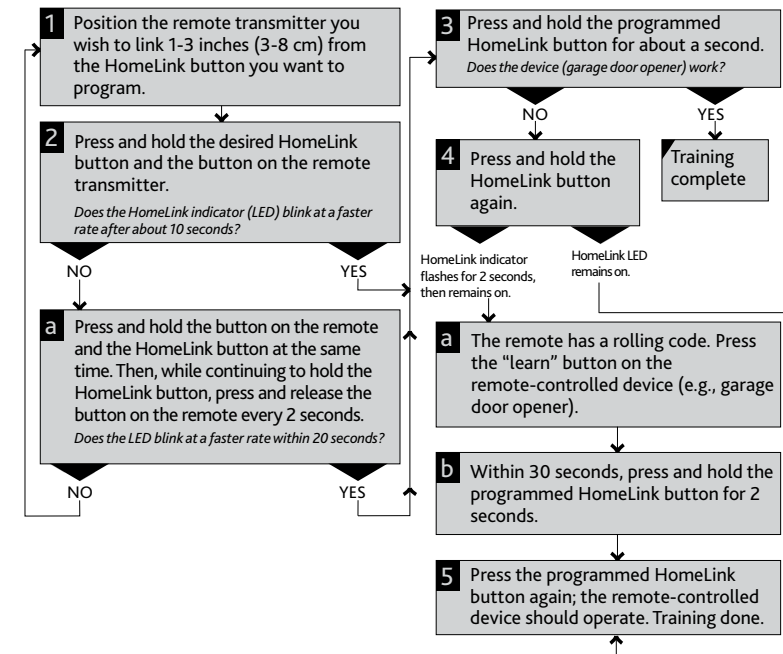 1 Position the remote transmitter you
wish to link 1-3 inches (3-8 cm) from
the HomeLink button you want to
program.
2 Press and hold the desired HomeLink
button and the button on the remote
transmitter.
Does the HomeLink indicator (LED) blink at a faster
rate after about 10 seconds?
NO
YES
a Press and hold the button on the remote
and the HomeLink button at the same
time. Then, while continuing to hold the
HomeLink button, press and release the
button on the remote every 2 seconds.
Does the LED blink at a faster rate within 20 seconds?
NO
YES
3 Press and hold the programmed
HomeLink button for about a second.
Does the device (garage door opener) work?
NO
YES
4 Press and hold the
HomeLink button
again.
Training
complete
HomeLink indicator
flashes for 2 seconds,
then remains on.
HomeLink LED
remains on.
a The remote has a rolling code. Press
the “learn” button on the
remote-controlled device (e.g., garage
door opener).
b Within 30 seconds, press and hold the
programmed HomeLink button for 2
seconds.
5 Press the programmed HomeLink
button again; the remote-controlled
device should operate. Training done.